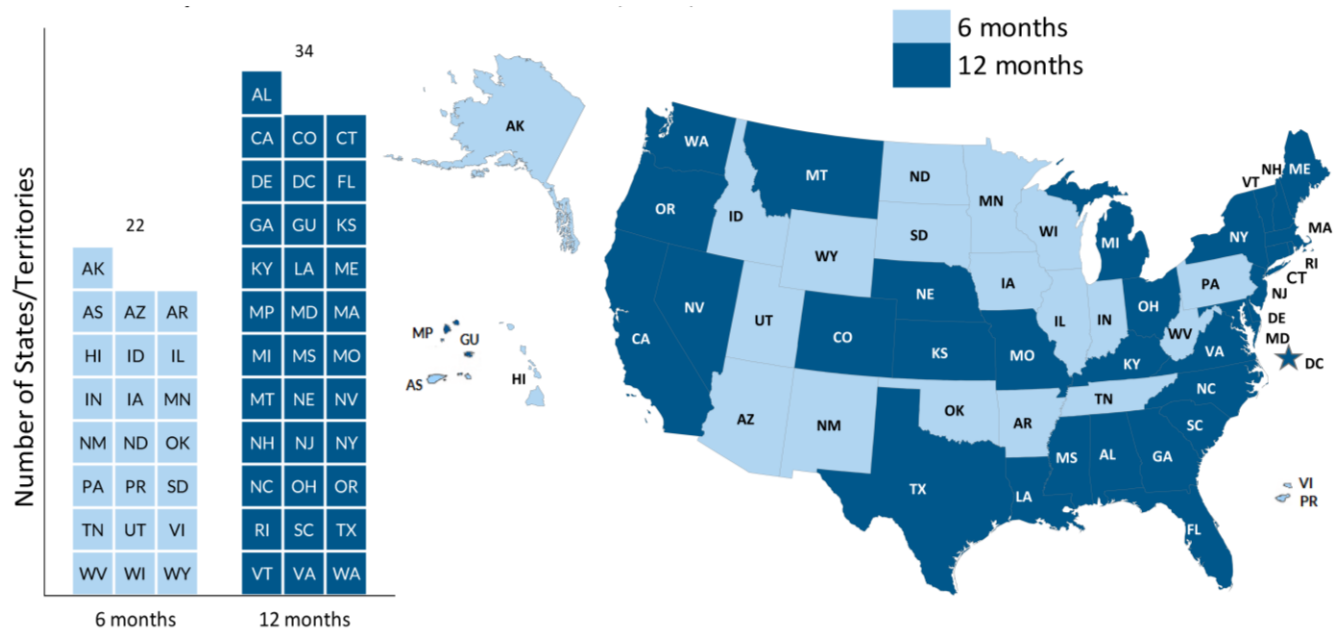 6 months
12 months
Number of States/Territories
22
AK
AS AZ AR
HI ID IL
IN IA MN
NM ND OK
PA PR SD
TN UT VI
WV WI WY
6 months
34
AL
CA CO CT
DE DC FL
GA GU KS
KY LA ME
MP MD MA
MI MS MO
MT NE NV
NH NJ NY
NC OH OR
RI SC TX
VT VA WA
12 months
AK
MP
GU
AS
HI
WA
MT
ND
MN
OR
ID
WY
SD
WI
MI
NY
VT
NH
ME
MA
RI
CT
NJ
DE
MD
DC
PA
NV
UT
CO
NE
IA
IL
IN
OH
WV
VA
CA
KS
MO
KY
NC
AZ
NM
OK
AR
TN
SC
TX
LA
MS
AL
GA
FL
VI
PR